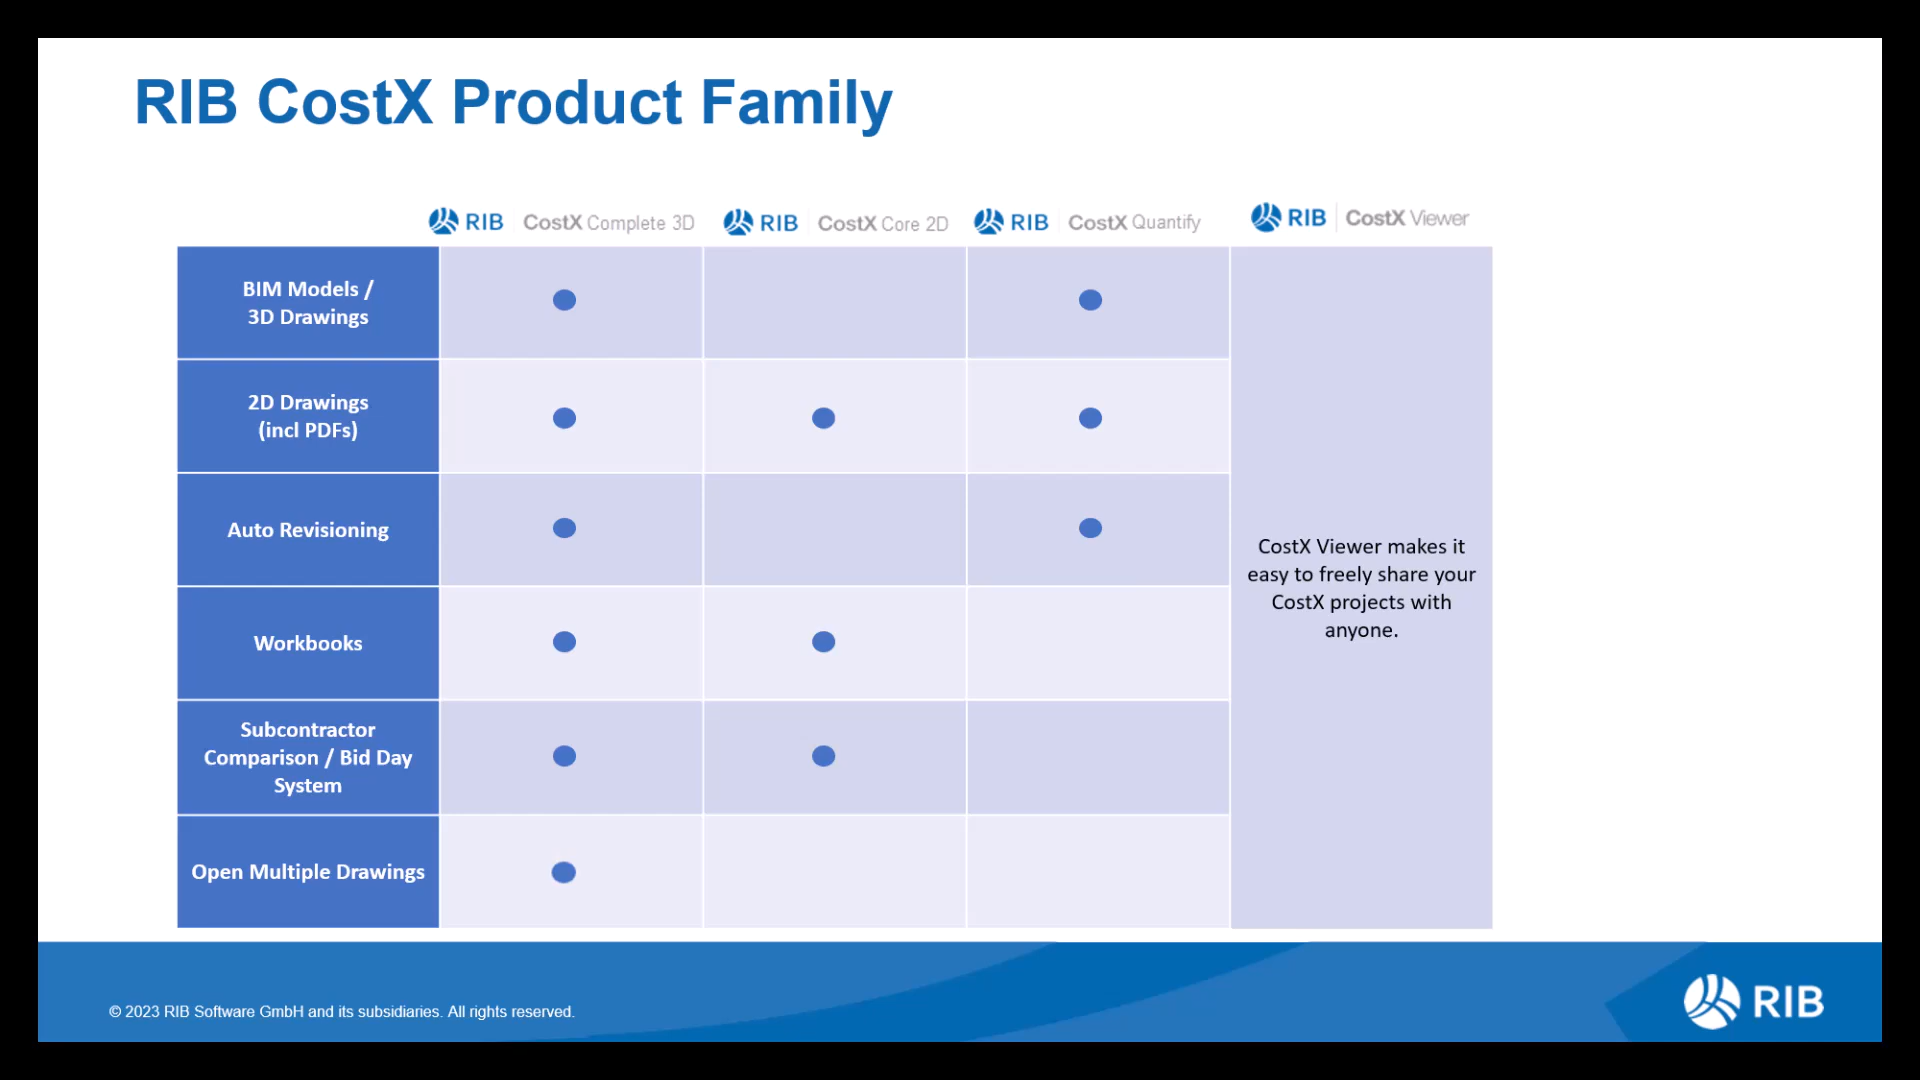 RIB CostX Product Family
RIB CostX Complete 3D
RIB CostX Core 2D
RIB CostX Quantify
RIB CostX Viewer
BIM Models /
3D Drawings
2D Drawings
(incl PDFs)
Auto Revisioning
Workbooks
Subcontractor
Comparison / Bid Day
System
Open Multiple Drawings
CostX Viewer makes it
easy to freely share your
CostX projects with
anyone.
© 2023 RIB Software GmbH and its subsidiaries. All rights reserved.
RIB